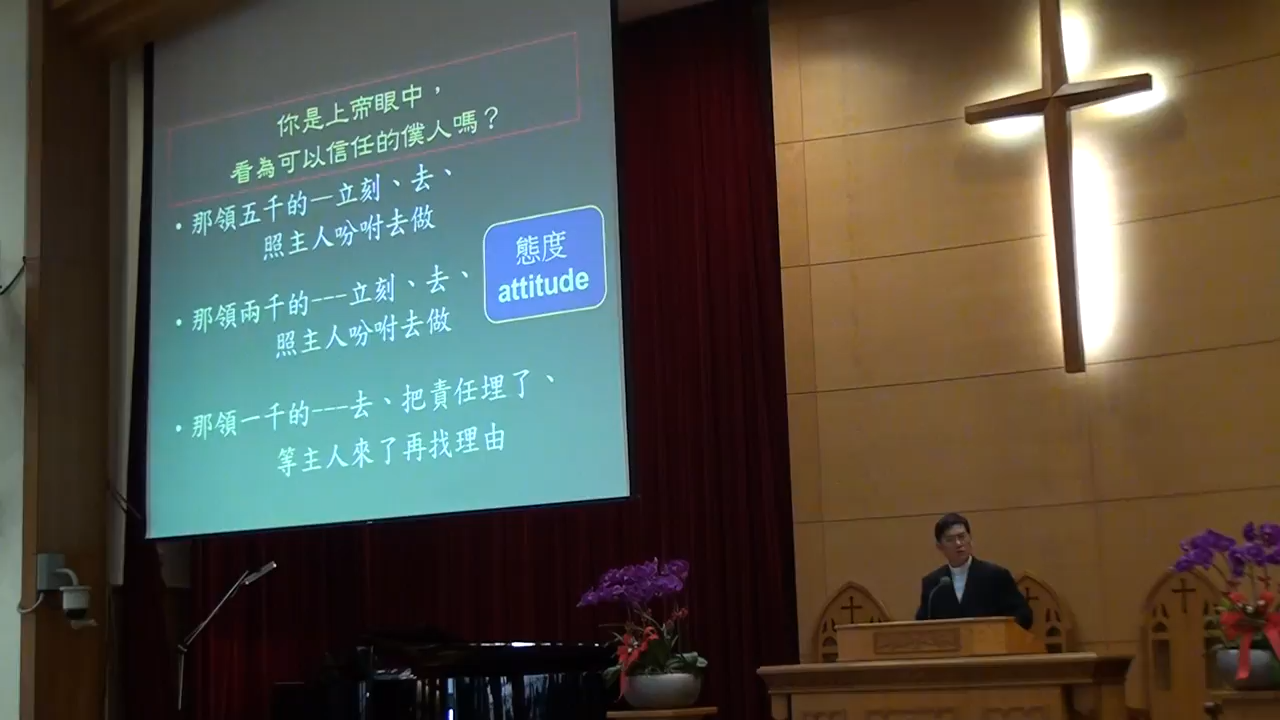 你是上帝眼中，
看為可以信任的僕人嗎？
•那領五千的—立刻、去、
照主人吩咐去做
態度
attitude
•那領兩千的---立刻、去、
照主人吩咐去做
•那領一千的---去、把責任埋了、
等主人來了再找理由